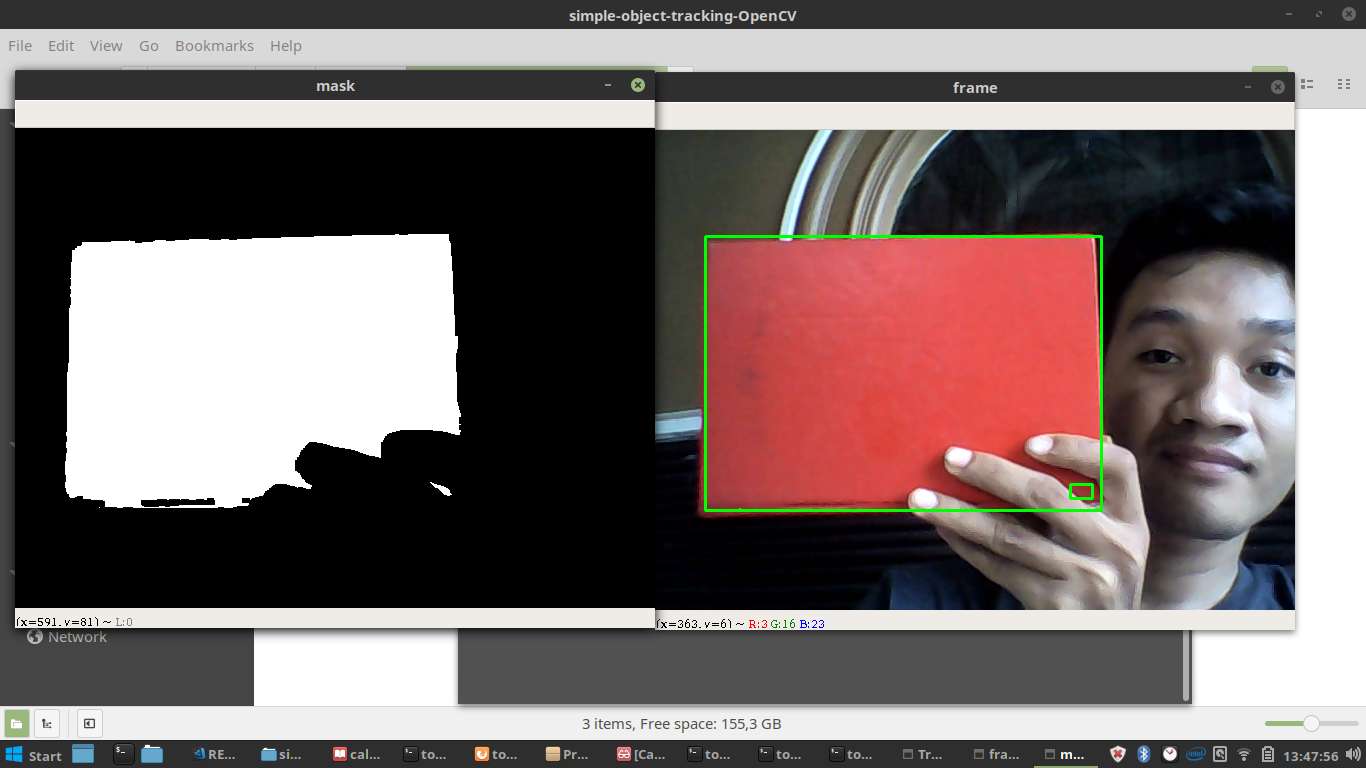 simple-object-tracking-OpenCV
File Edit View Go Bookmarks Help
mask
frame
(x=591, y=81) ~ L:0
(x=363, y=6) ~ R:3 G:16 B:23
Network
3 items, Free space: 155,3 GB
Start RE... si... cal... to... to... Pr... [Ca... to... to... to... Tr... fra... m... 13:47:56